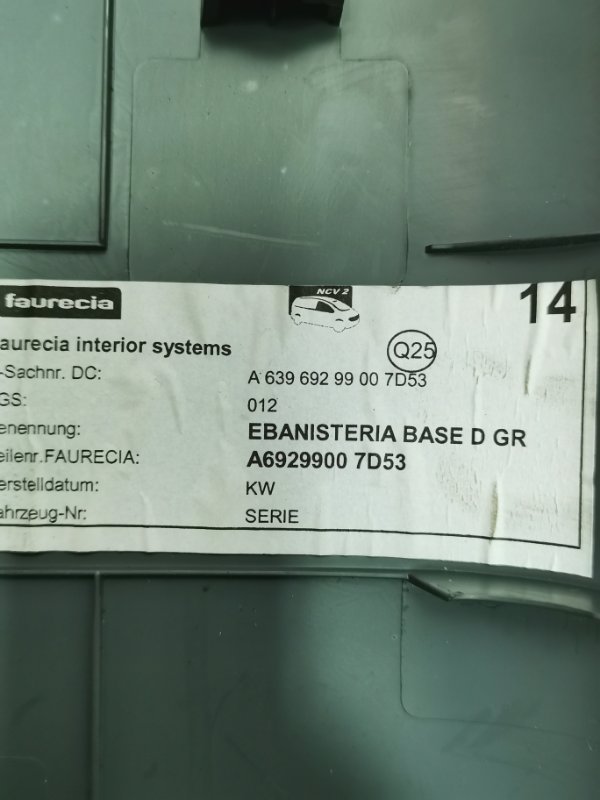 faurecia
NCV 2
14
aurecia interior systems
Q25
-Sachnr. DC: A 639 692 99 00 7D53
GS: 012
enennung: EBANISTERIA BASE D GR
eilenr.FAURECIA: A6929900 7D53
erstelldatum: KW
ahrzeug-Nr: SERIE